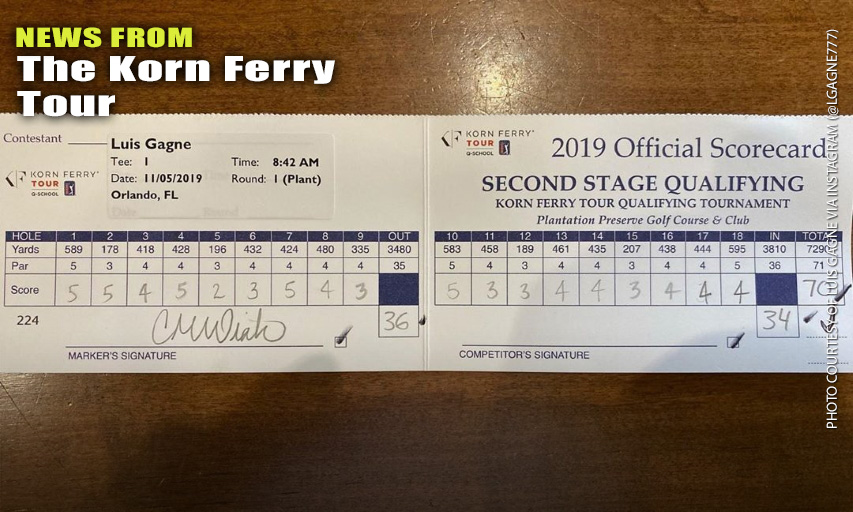 NEWS FROM
The Korn Ferry
Tour
Contestant
Luis Gagne
Tee: 1 Time: 8:42 AM
Date: 11/05/2019 Round: 1 (Plant)
Orlando, FL
KF KORN FERRY
TOUR
Q-SCHOOL
HOLE 1 2 3 4 5 6 7 8 9 OUT
Yards 589 178 418 428 196 432 424 480 335 3480
Par 5 3 4 4 3 4 4 4 4 35
Score 5 5 4 5 2 3 5 4 3
224 36
MARKER'S SIGNATURE
KF KORN FERRY
TOUR
Q-SCHOOL
2019 Official Scorecard
SECOND STAGE QUALIFYING
KORN FERRY TOUR QUALIFYING TOURNAMENT
Plantation Preserve Golf Course & Club
10 11 12 13 14 15 16 17 18 IN TOTAL
583 458 189 461 435 207 438 444 595 3810 7290
5 4 3 4 4 3 4 4 5 36 71
5 3 3 4 4 3 4 4 4 70
34
COMPETITOR'S SIGNATURE
PHOTO COURTESY OF LUIS GAGNE VIA INSTAGRAM (@LGAGNE777)